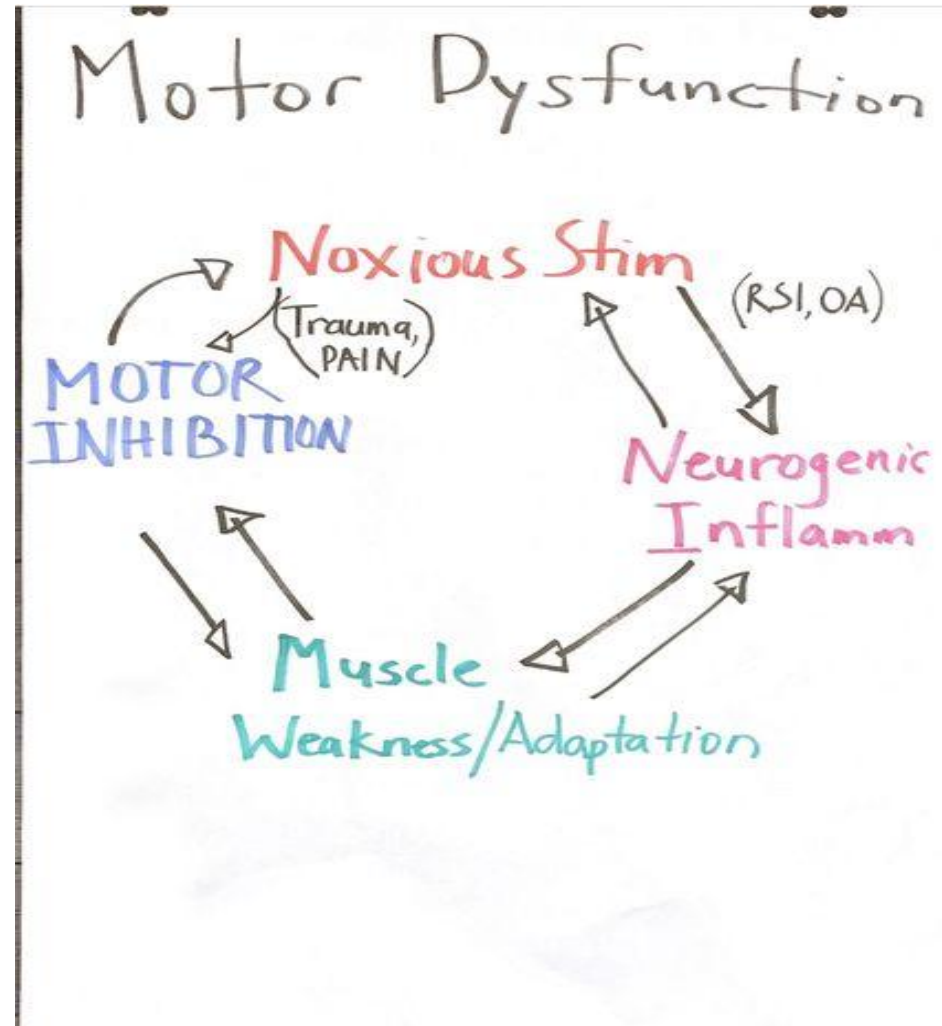 Motor Dysfunction
Noxious Stim
(Trauma,
PAIN)
(RSI, OA)
MOTOR
INHIBITION
Neurogenic
Inflamm
Muscle
Weakness/Adaptation